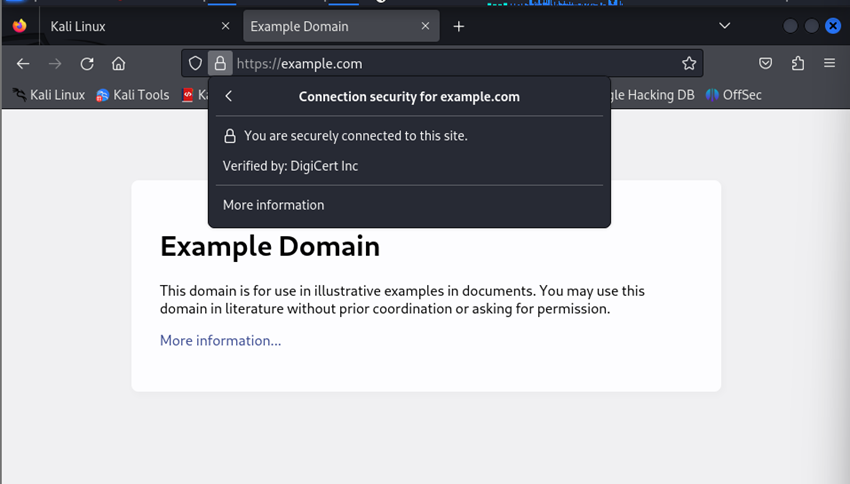 Kali Linux
Example Domain
https://example.com
Kali Linux Kali Tools gle Hacking DB OffSec
Connection security for example.com
You are securely connected to this site.
Verified by: DigiCert Inc
More information
Example Domain
This domain is for use in illustrative examples in documents. You may use this
domain in literature without prior coordination or asking for permission.
More information...